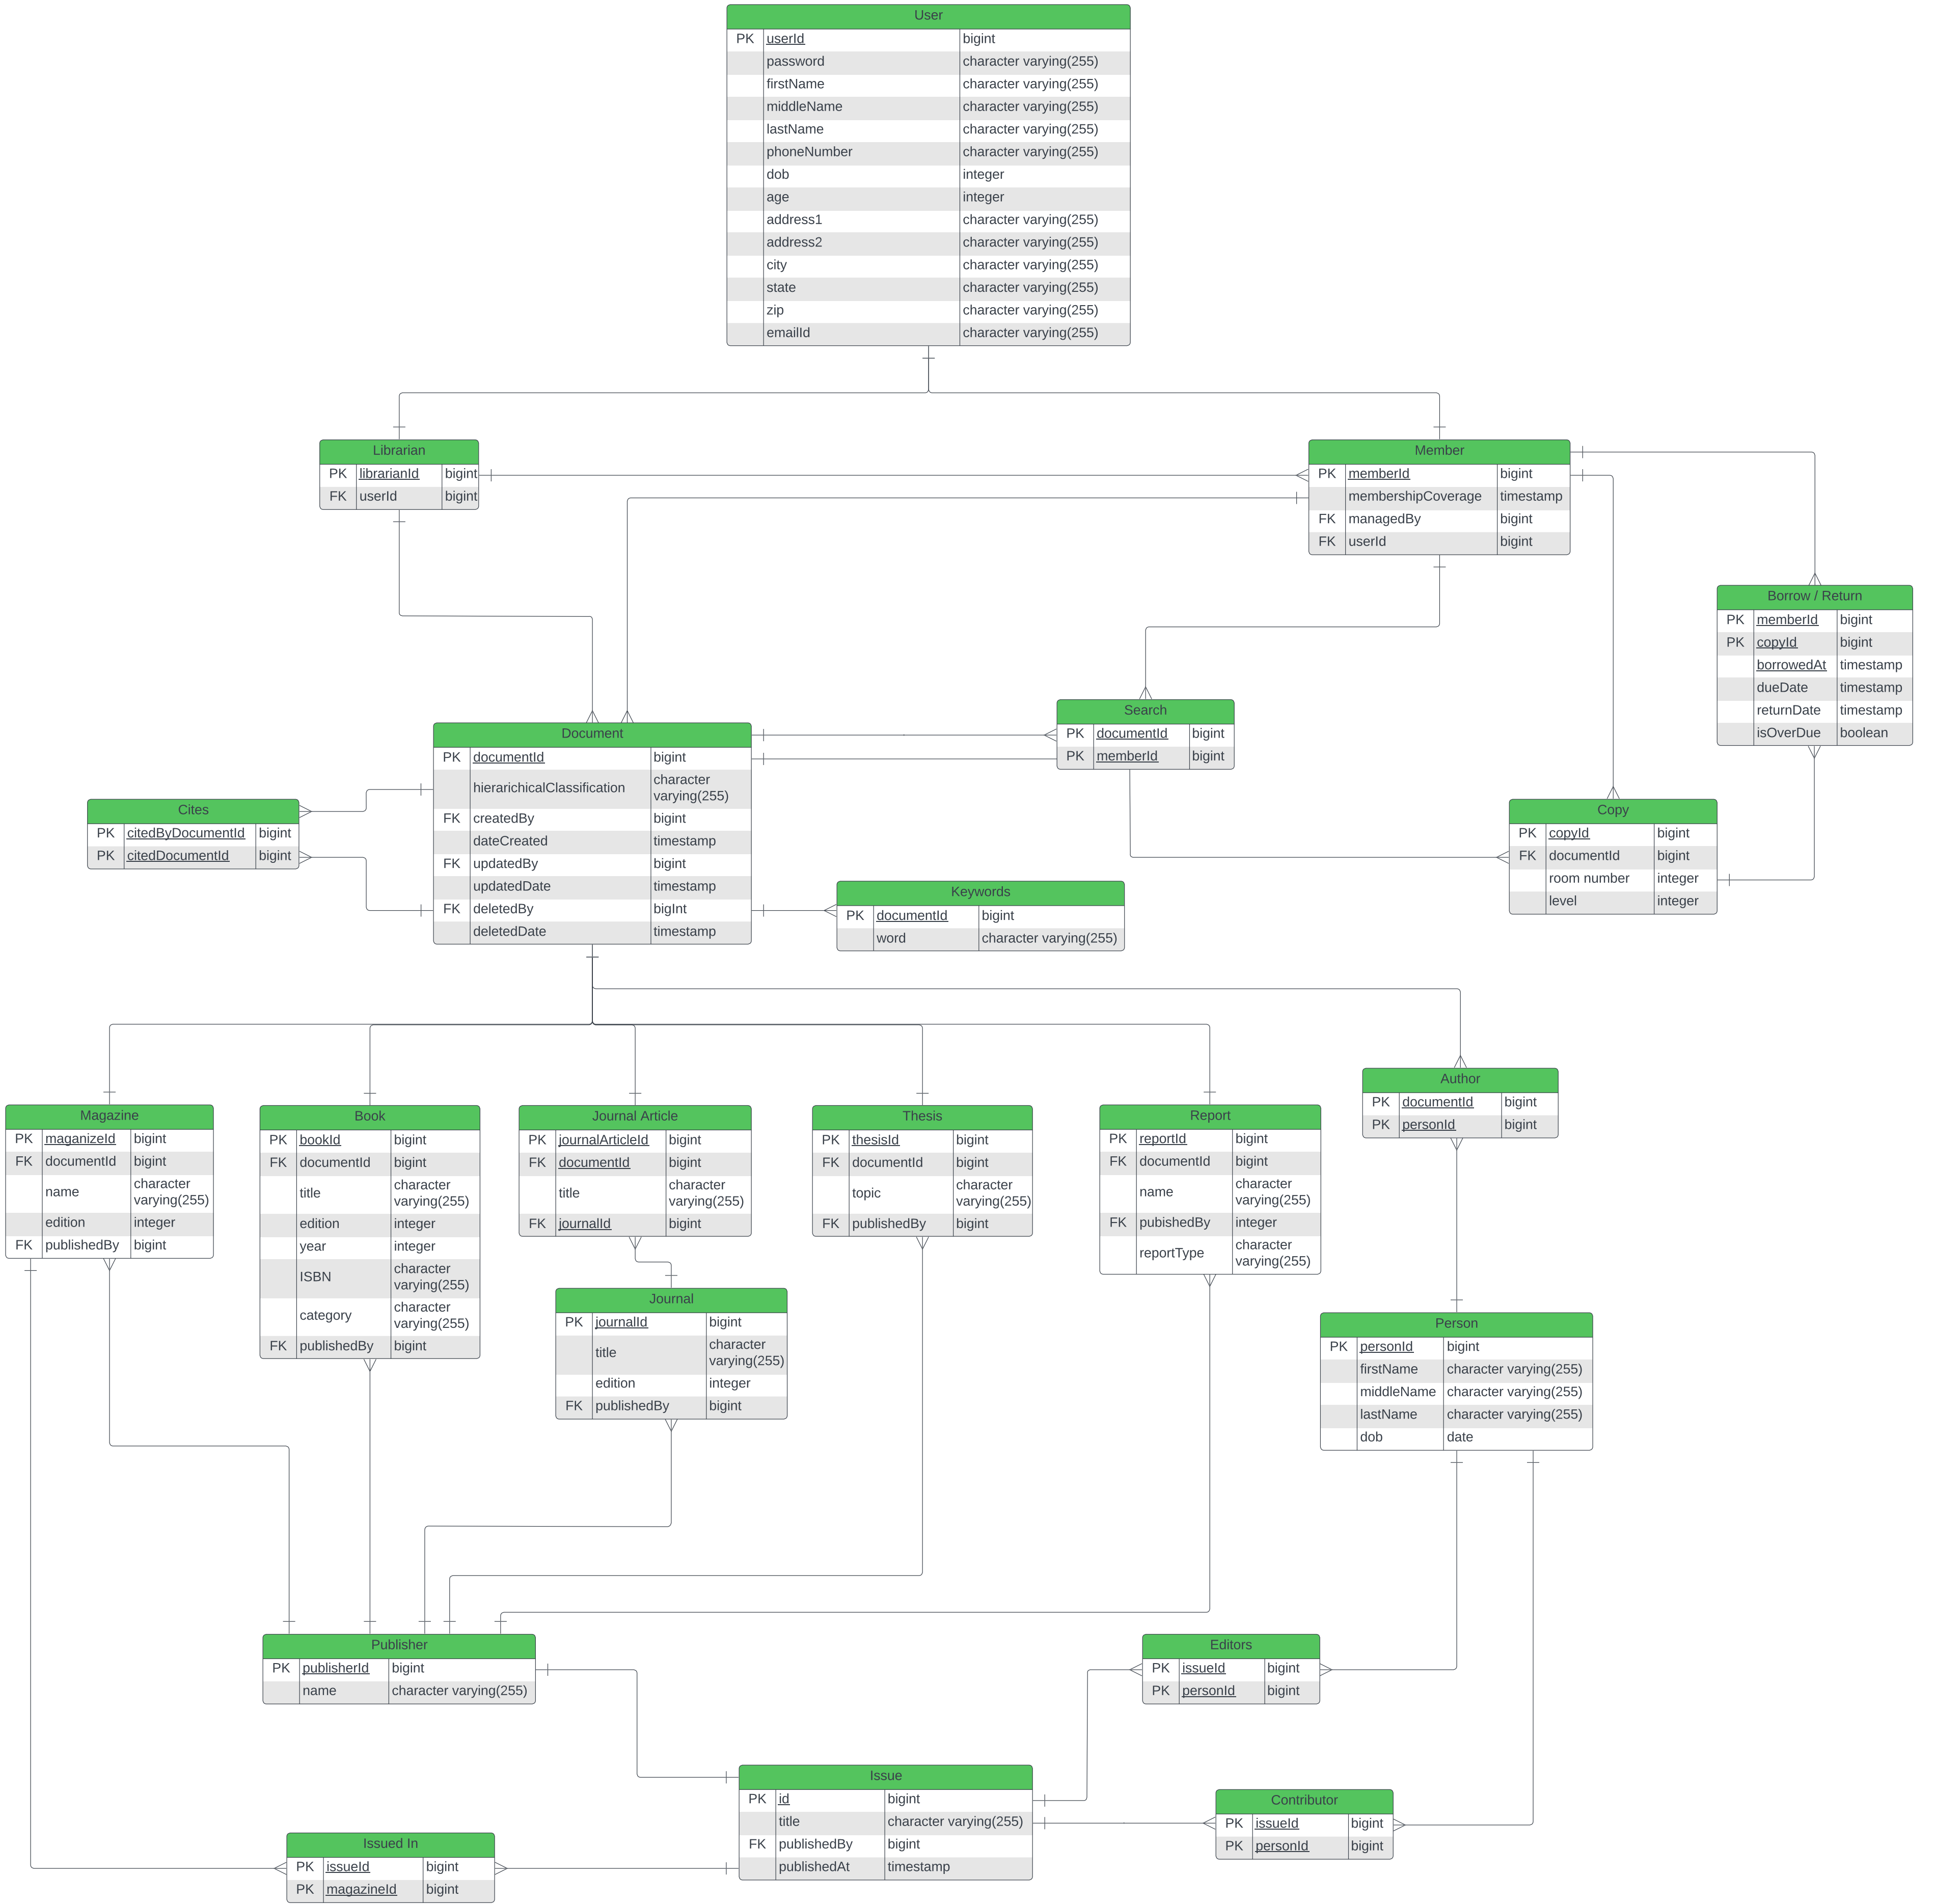 User
PK userId bigint
password character varying(255)
firstName character varying(255)
middleName character varying(255)
lastName character varying(255)
phoneNumber character varying(255)
dob integer
age integer
address1 character varying(255)
address2 character varying(255)
city character varying(255)
state character varying(255)
zip character varying(255)
emailId character varying(255)
Librarian
PK librarianId bigint
FK userId bigint
Member
PK memberId bigint
membershipCoverage timestamp
FK managedBy bigint
FK userId bigint
Borrow / Return
PK memberId bigint
PK copyId bigint
borrowedAt timestamp
dueDate timestamp
returnDate timestamp
isOverDue boolean
Search
PK documentId bigint
PK memberId bigint
Document
PK documentId bigint
hierarichicalClassification character
varying(255)
FK createdBy bigint
dateCreated timestamp
FK updatedBy bigint
updatedDate timestamp
FK deletedBy bigInt
deletedDate timestamp
Cites
PK citedByDocumentId bigint
PK citedDocumentId bigint
Copy
PK copyId bigint
FK documentId bigint
room number integer
level integer
Keywords
PK documentId bigint
word character varying(255)
Author
PK documentId bigint
PK personId bigint
Magazine
PK maganizeId bigint
FK documentId bigint
name character
varying(255)
edition integer
FK publishedBy bigint
Book
PK bookId bigint
FK documentId bigint
title character
varying(255)
edition integer
year integer
ISBN character
varying(255)
category character
varying(255)
FK publishedBy bigint
Journal Article
PK journalArticleId bigint
FK documentId bigint
title character
varying(255)
FK journalId bigint
Thesis
PK thesisId bigint
FK documentId bigint
topic character
varying(255)
FK publishedBy bigint
Report
PK reportId bigint
FK documentId bigint
name character
varying(255)
FK pubishedBy integer
reportType character
varying(255)
Journal
PK journalId bigint
title character
varying(255)
edition integer
FK publishedBy bigint
Person
PK personId bigint
firstName character varying(255)
middleName character varying(255)
lastName character varying(255)
dob date
Publisher
PK publisherId bigint
name character varying(255)
Editors
PK issueId bigint
PK personId bigint
Issue
PK id bigint
title character varying(255)
FK publishedBy bigint
publishedAt timestamp
Contributor
PK issueId bigint
PK personId bigint
Issued In
PK issueId bigint
PK magazineId bigint